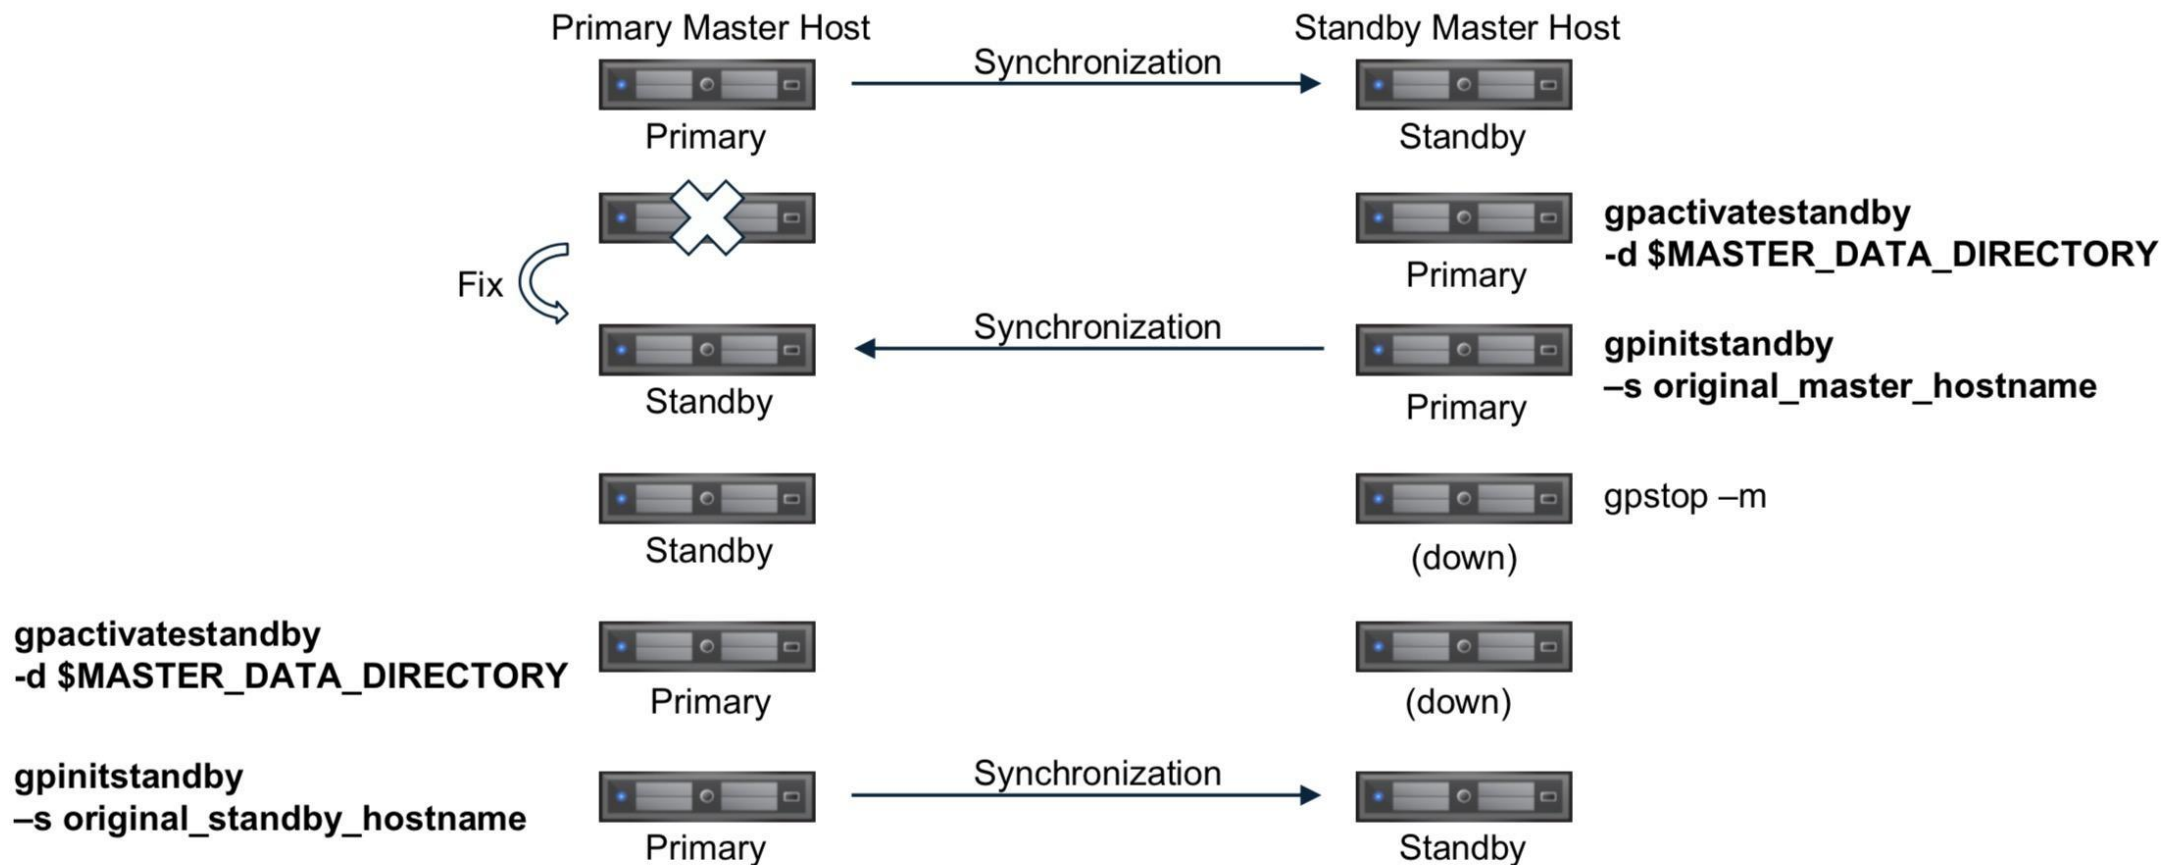 Primary Master Host
Standby Master Host
Synchronization
Primary
Standby
gpactivatestandby
-d $MASTER_DATA_DIRECTORY
Primary
Fix
Synchronization
gpinitstandby
–s original_master_hostname
Standby
Primary
gpstop –m
Standby
(down)
gpactivatestandby
-d $MASTER_DATA_DIRECTORY
Primary
(down)
gpinitstandby
–s original_standby_hostname
Synchronization
Primary
Standby